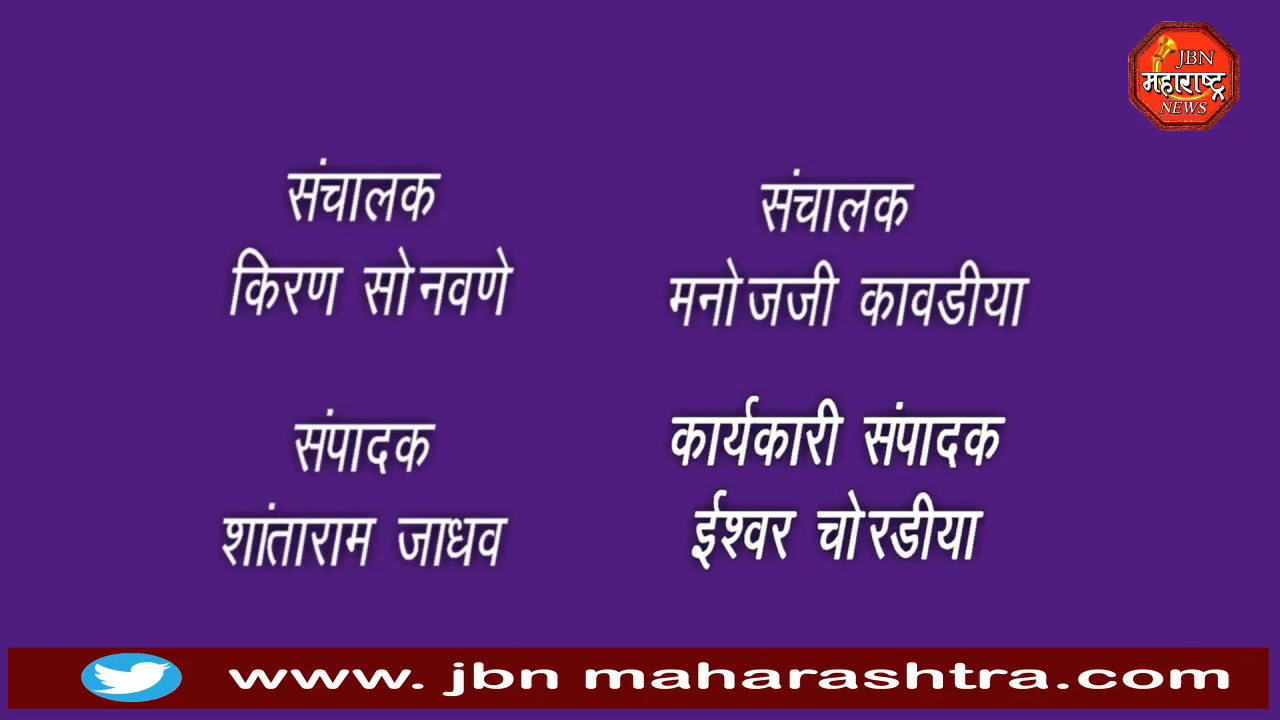 JBN
महाराष्ट्र
NEWS
संचालक
किरण सोनवणे
संचालक
मनोजजी कावडीया
संपादक
शांताराम जाधव
कार्यकारी संपादक
ईश्वर चोरडीया
www. jbn maharashtra.com